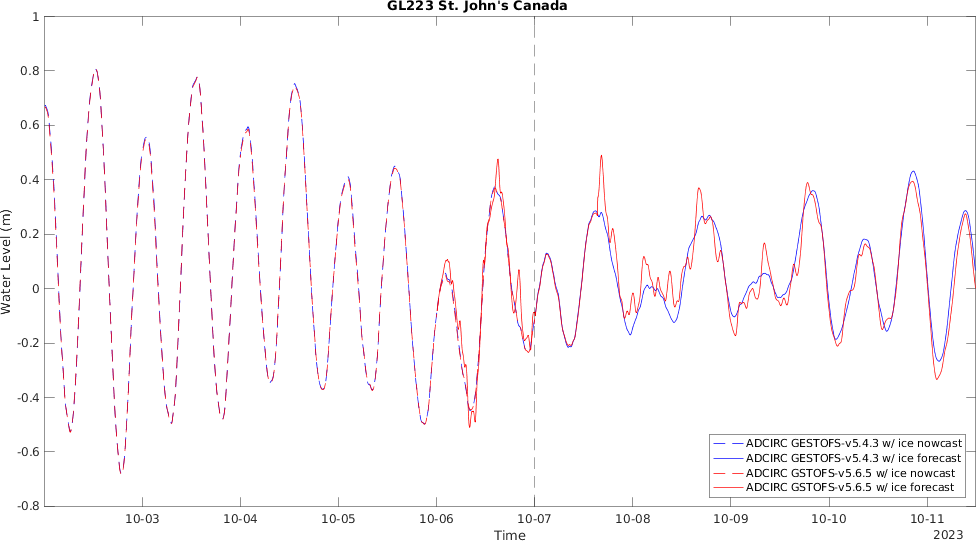 GL223 St. John's Canada
1
0.8
0.6
0.4
0.2
0
-0.2
-0.4
-0.6
-0.8
Water Level (m)
10-03 10-04 10-05 10-06 10-07 10-08 10-09 10-10 10-11
Time
2023
ADCIRC GESTOFS-v5.4.3 w/ ice nowcast
ADCIRC GESTOFS-v5.4.3 w/ ice forecast
ADCIRC GSTOFS-v5.6.5 w/ ice nowcast
ADCIRC GSTOFS-v5.6.5 w/ ice forecast